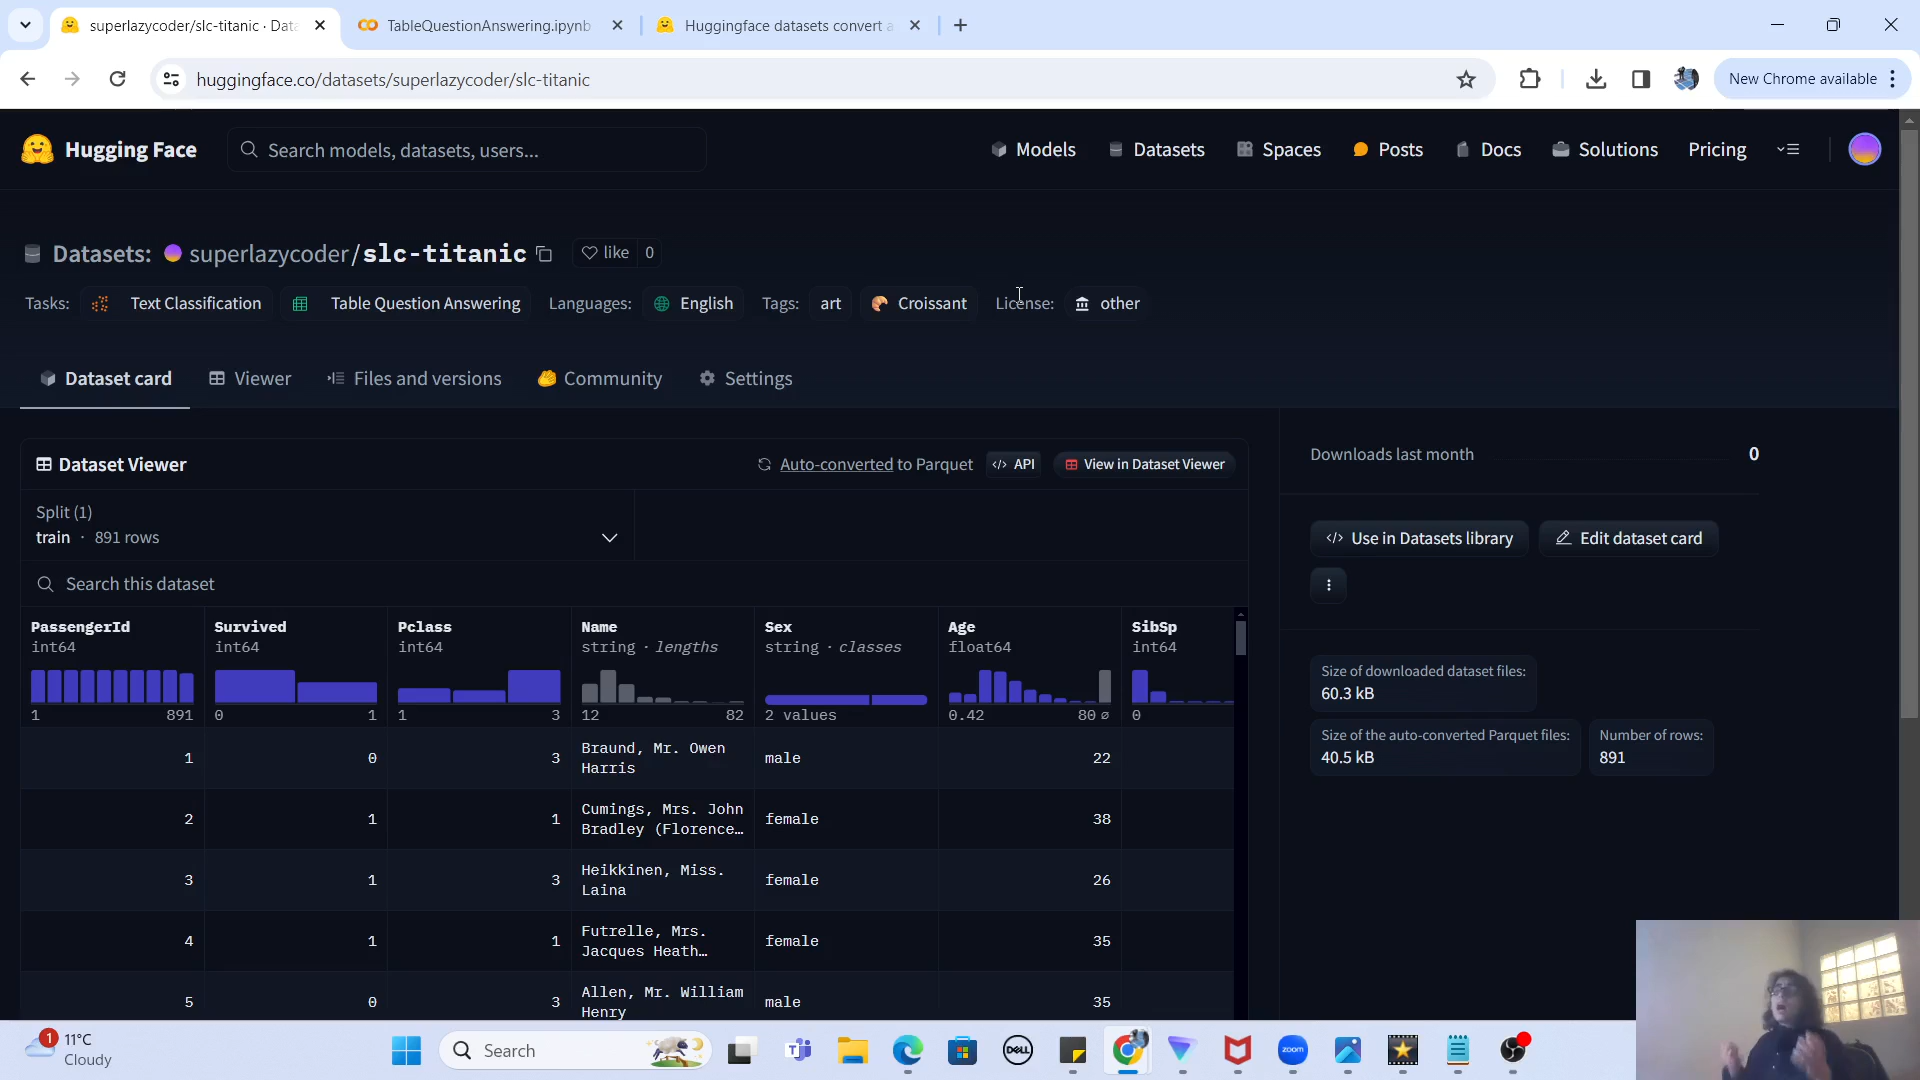 superlazycoder/slc-titanic · Data
TableQuestionAnswering.ipynb
Huggingface datasets convert a
huggingface.co/datasets/superlazycoder/slc-titanic
New Chrome available
Hugging Face
Search models, datasets, users...
Models
Datasets
Spaces
Posts
Docs
Solutions
Pricing
Datasets: superlazycoder/slc-titanic
like 0
Tasks: Text Classification Table Question Answering Languages: English Tags: art Croissant License: other
Dataset card
Viewer
Files and versions
Community
Settings
Dataset Viewer
Auto-converted to Parquet
API
View in Dataset Viewer
Split (1)
train · 891 rows
Search this dataset
PassengerId Survived Pclass Name Sex Age SibSp
int64 int64 int64 string · lengths string · classes float64 int64
1 891 0 1 1 3 12 82 2 values 0.42 80 ∅ 0
1 0 3 Braund, Mr. Owen Harris male 22
2 1 1 Cumings, Mrs. John Bradley (Florence… female 38
3 1 3 Heikkinen, Miss. Laina female 26
4 1 1 Futrelle, Mrs. Jacques Heath… female 35
5 0 3 Allen, Mr. William Henry male 35
Downloads last month 0
Use in Datasets library
Edit dataset card
Size of downloaded dataset files:
60.3 kB
Size of the auto-converted Parquet files:
40.5 kB
Number of rows:
891
1
11°C
Cloudy
Search
DELL
zoom